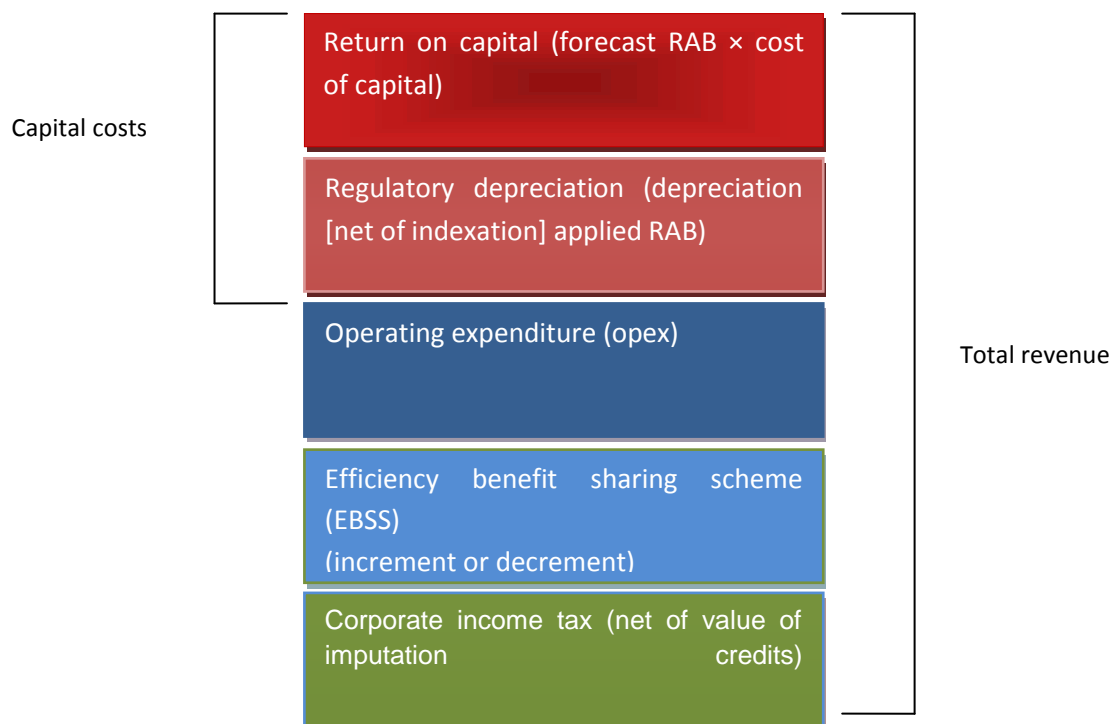 Return on capital (forecast RAB × cost
of capital)
Capital costs
Regulatory depreciation (depreciation
[net of indexation] applied RAB)
Operating expenditure (opex)
Total revenue
Efficiency benefit sharing scheme
(EBSS)
(increment or decrement)
Corporate income tax (net of value of
imputation credits)